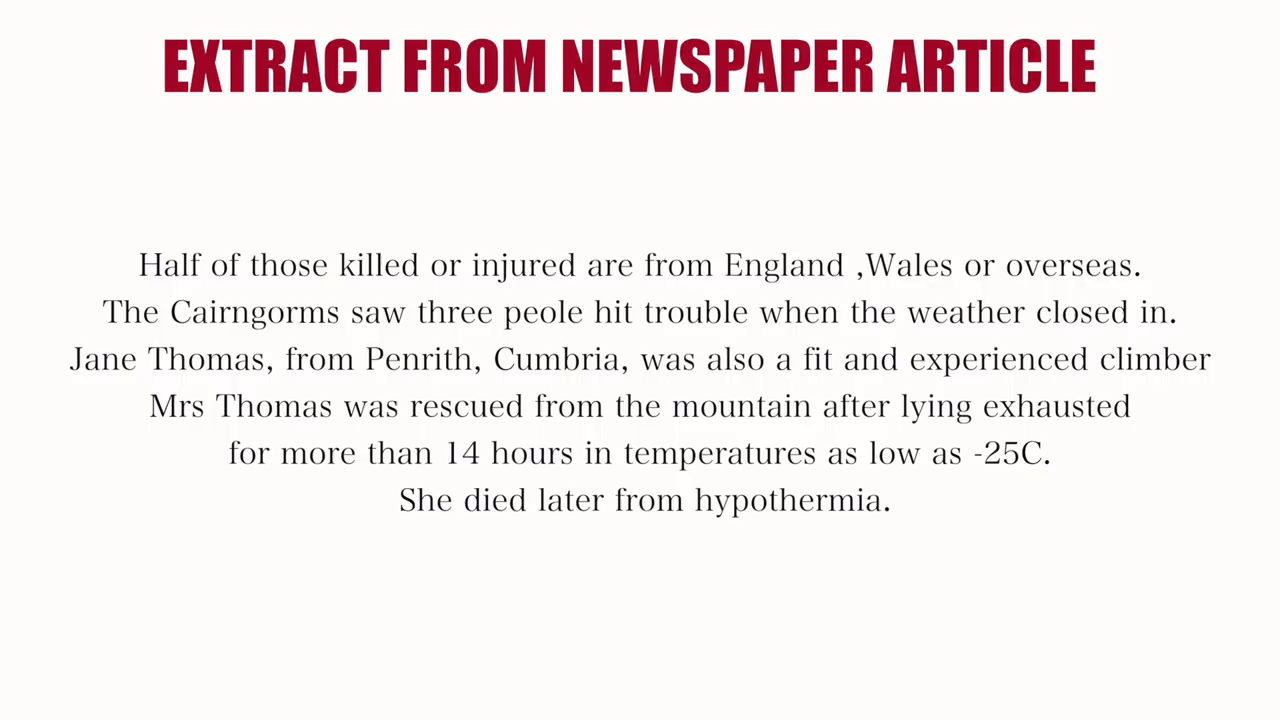 EXTRACT FROM NEWSPAPER ARTICLE
Half of those killed or injured are from England ,Wales or overseas.
The Cairngorms saw three peole hit trouble when the weather closed in.
Jane Thomas, from Penrith, Cumbria, was also a fit and experienced climber
Mrs Thomas was rescued from the mountain after lying exhausted
for more than 14 hours in temperatures as low as -25C.
She died later from hypothermia.